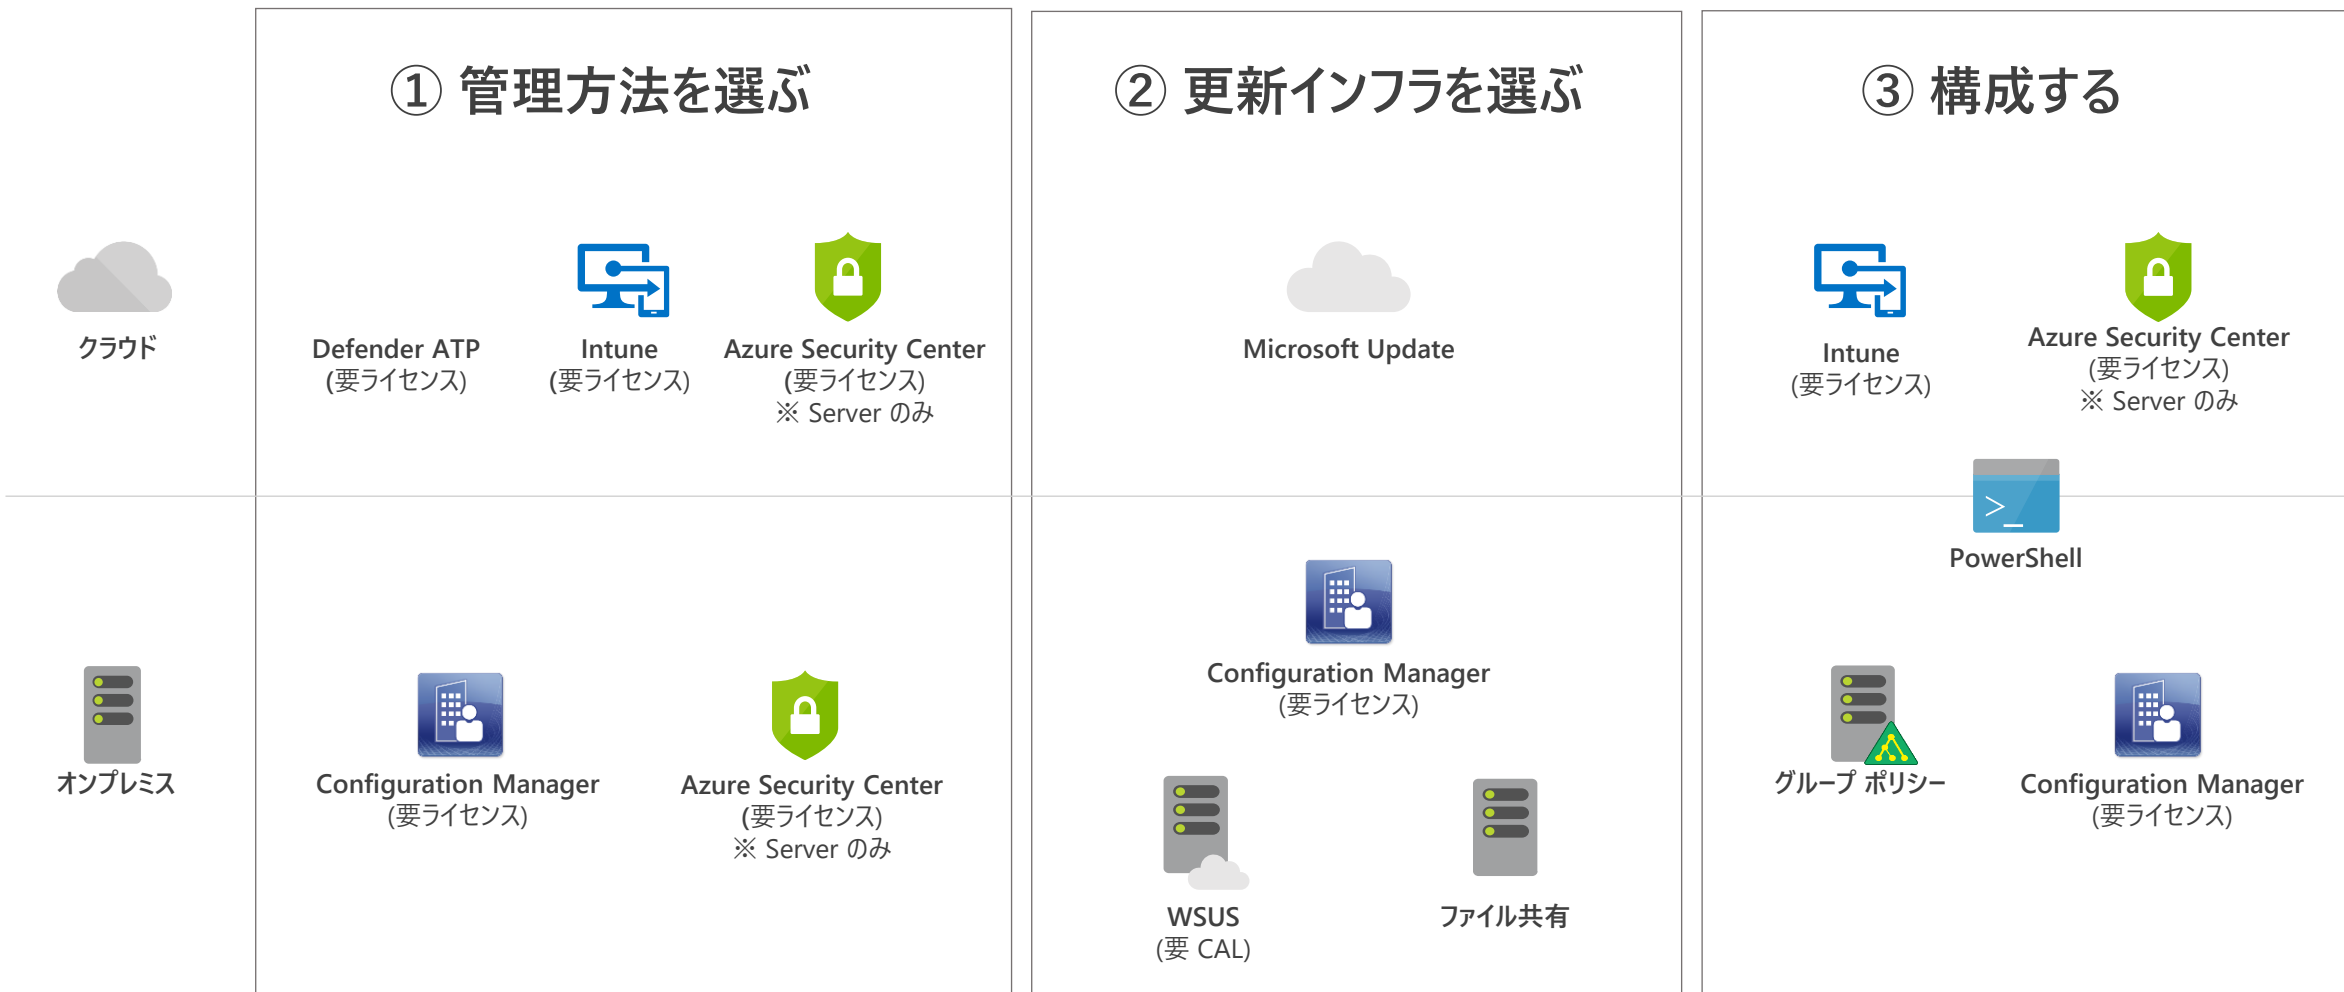 ① 管理方法を選ぶ
② 更新インフラを選ぶ
③ 構成する
クラウド
Defender ATP
(要ライセンス)
Intune
(要ライセンス)
Azure Security Center
(要ライセンス)
※ Server のみ
Microsoft Update
Intune
(要ライセンス)
Azure Security Center
(要ライセンス)
※ Server のみ
>_
PowerShell
オンプレミス
Configuration Manager
(要ライセンス)
Azure Security Center
(要ライセンス)
※ Server のみ
Configuration Manager
(要ライセンス)
WSUS
(要 CAL)
ファイル共有
グループ ポリシー
Configuration Manager
(要ライセンス)